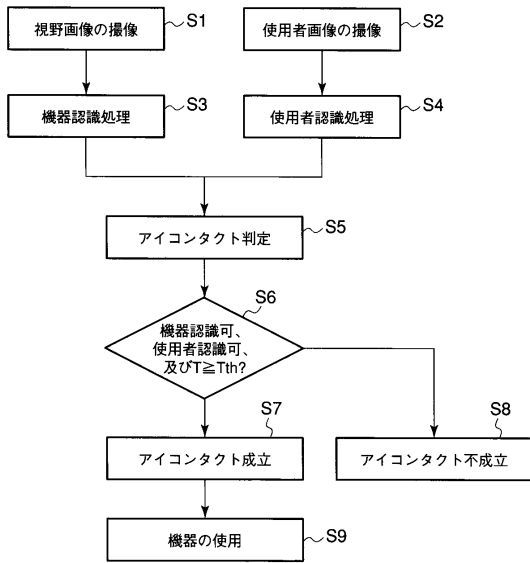 視野画像の撮像
S1
使用者画像の撮像
S2
機器認識処理
S3
使用者認識処理
S4
アイコンタクト判定
S5
S6
機器認識可、
使用者認識可、
及びT≧Tth?
S7
アイコンタクト成立
S8
アイコンタクト不成立
機器の使用
S9